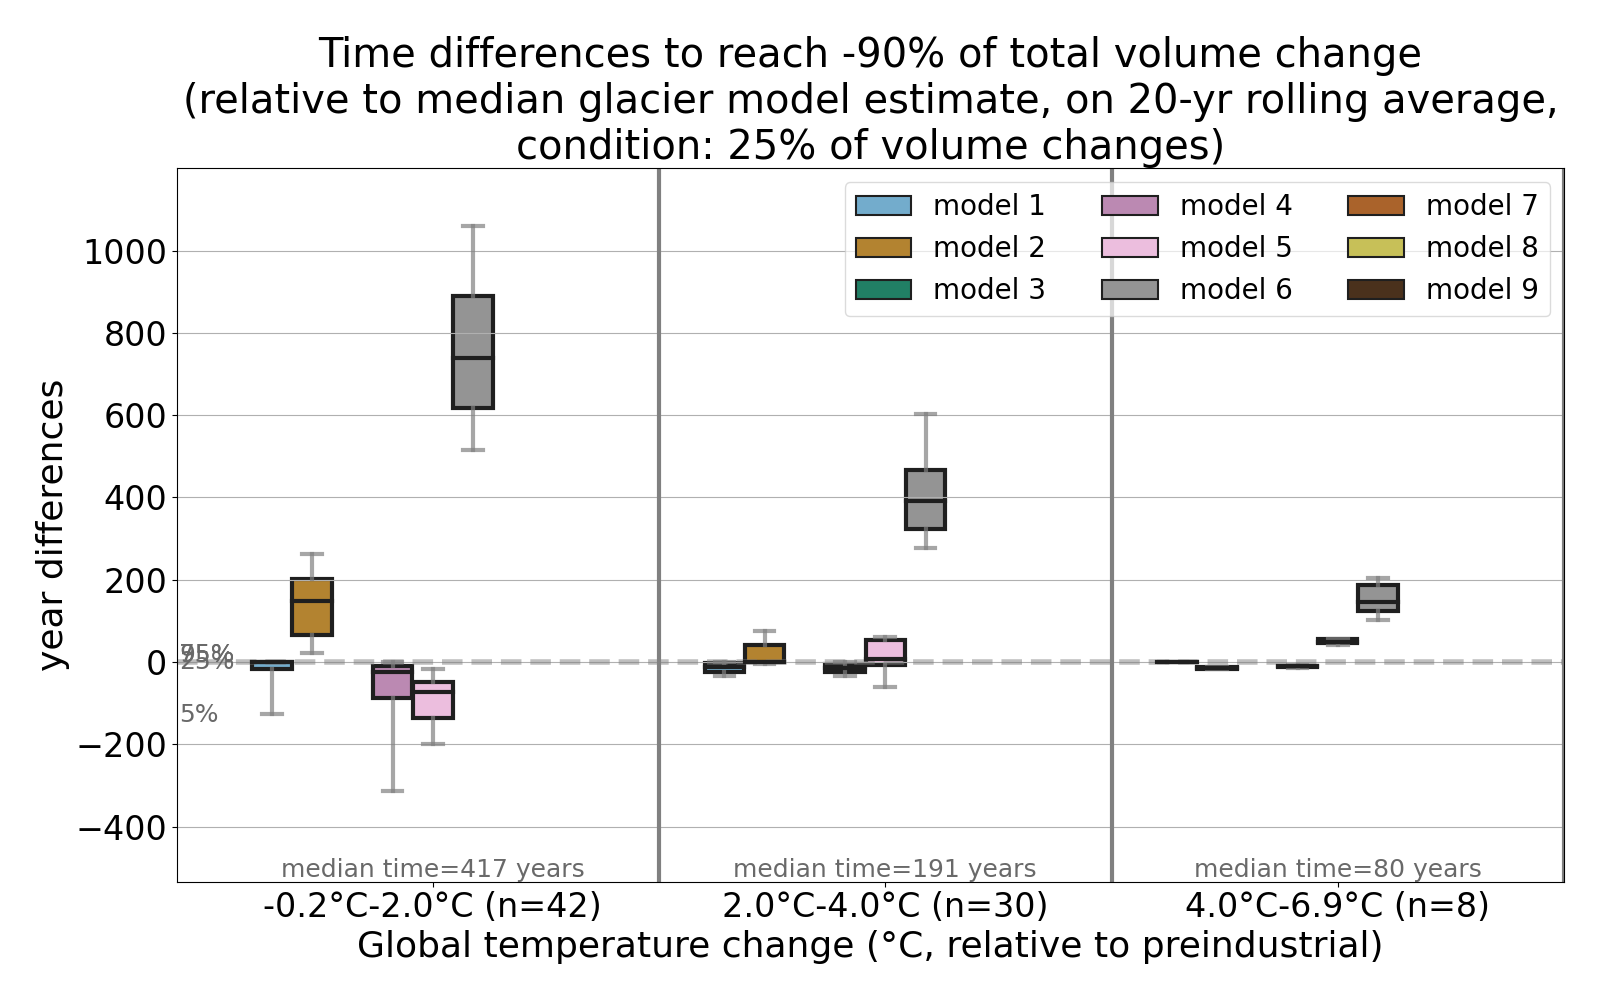 Time differences to reach -90% of total volume change
(relative to median glacier model estimate, on 20-yr rolling average,
condition: 25% of volume changes)
model 1
model 4
model 7
model 2
model 5
model 8
model 3
model 6
model 9
year differences
1000
800
600
400
200
0
−200
−400
95%
25%
5%
median time=417 years
median time=191 years
median time=80 years
-0.2°C-2.0°C (n=42)
2.0°C-4.0°C (n=30)
4.0°C-6.9°C (n=8)
Global temperature change (°C, relative to preindustrial)